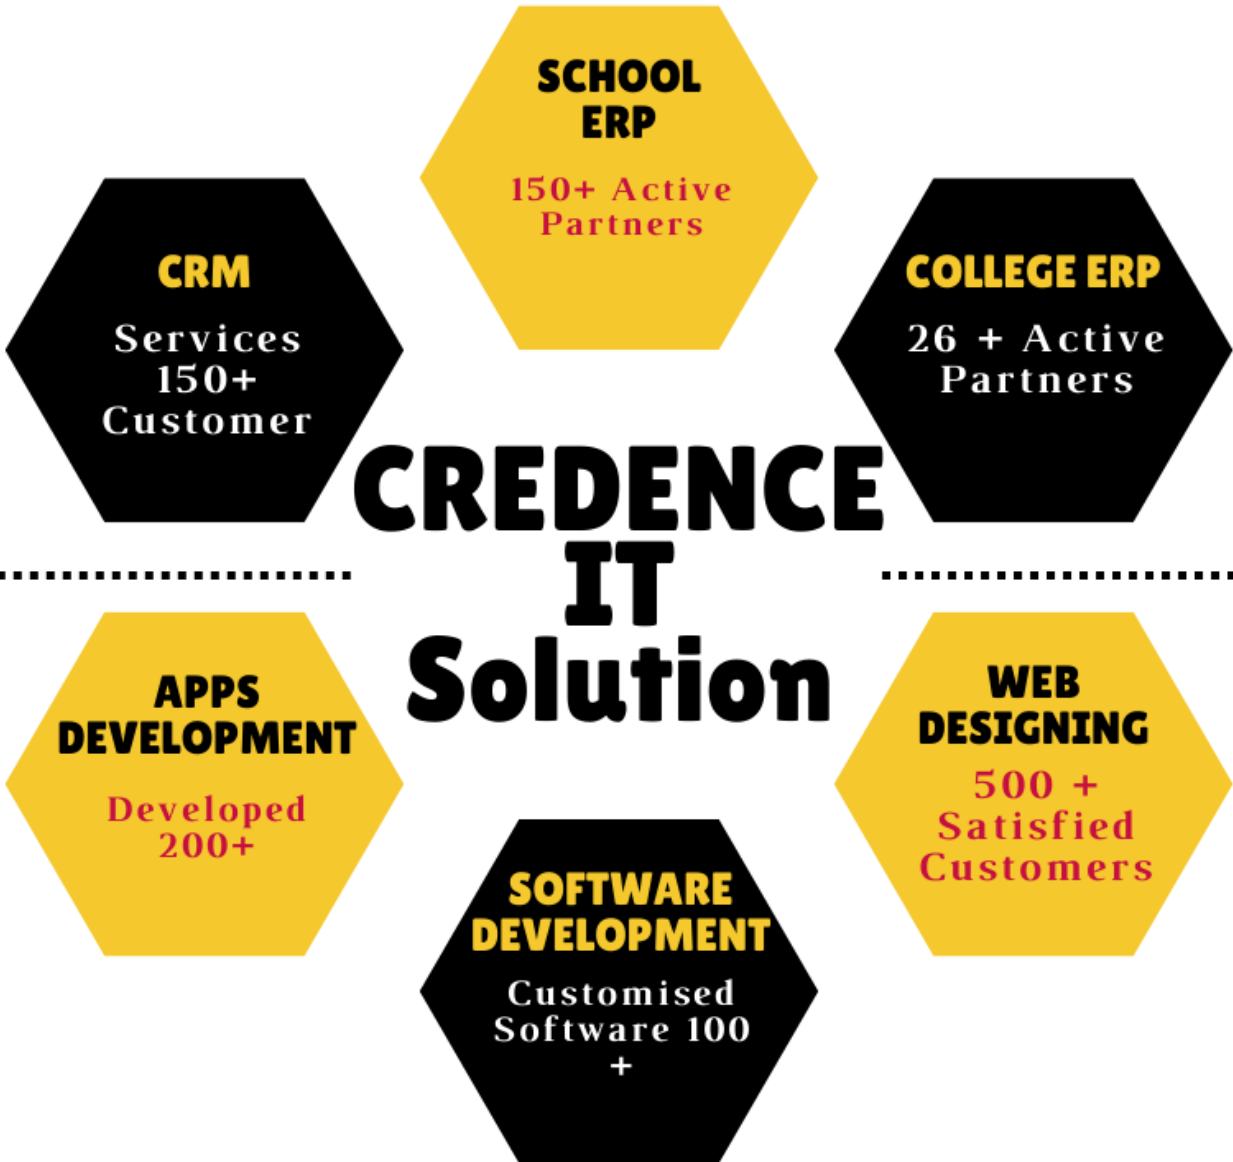 SCHOOL
ERP
150+ Active
Partners
CRM
Services
150+
Customer
COLLEGE ERP
26 + Active
Partners
CREDENCE
IT
Solution
APPS
DEVELOPMENT
Developed
200+
WEB
DESIGNING
500 +
Satisfied
Customers
SOFTWARE
DEVELOPMENT
Customised
Software 100
+